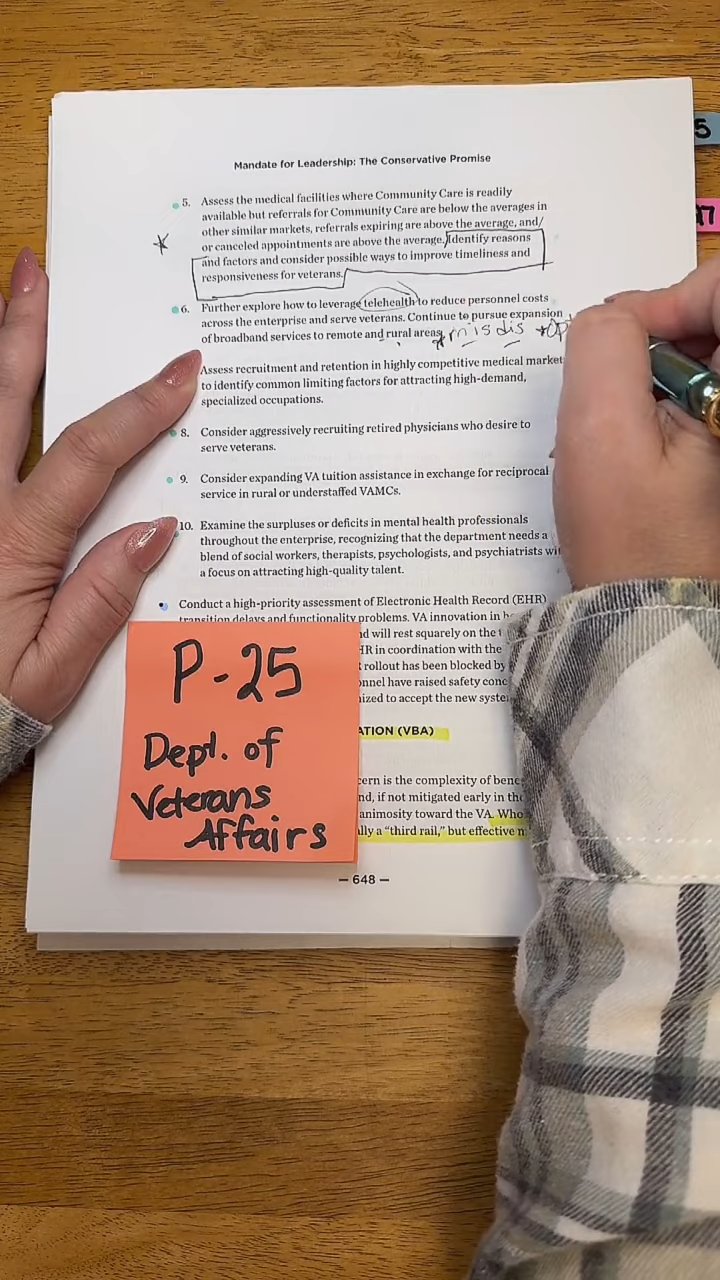 Mandate for Leadership: The Conservative Promise
5
5. Assess the medical facilities where Community Care is readily
available but referrals for Community Care are below the averages in
other similar markets, referrals expiring are above the average, and/
or canceled appointments are above the average. Identify reasons
and factors and consider possible ways to improve timeliness and
responsiveness for veterans.
6. Further explore how to leverage telehealth to reduce personnel costs
across the enterprise and serve veterans. Continue to pursue expansion
of broadband services to remote and rural areas. misdis
Assess recruitment and retention in highly competitive medical market
to identify common limiting factors for attracting high-demand,
specialized occupations.
8. Consider aggressively recruiting retired physicians who desire to
serve veterans.
9. Consider expanding VA tuition assistance in exchange for reciprocal
service in rural or understaffed VAMCs.
10. Examine the surpluses or deficits in mental health professionals
throughout the enterprise, recognizing that the department needs a
blend of social workers, therapists, psychologists, and psychiatrists
a focus on attracting high-quality talent.
• Conduct a high-priority assessment of Electronic Health Record (EHR)
transition delays and functionality problems. VA innovation in
will rest squarely on the
in coordination with the
rollout has been blocked by
have raised safety
to accept the new
(VBA)
is the complexity of
if not mitigated early in
animosity toward the VA. Who
a "third rail," but effective
P-25
Dept. of
Veterans
Affairs
— 648 —